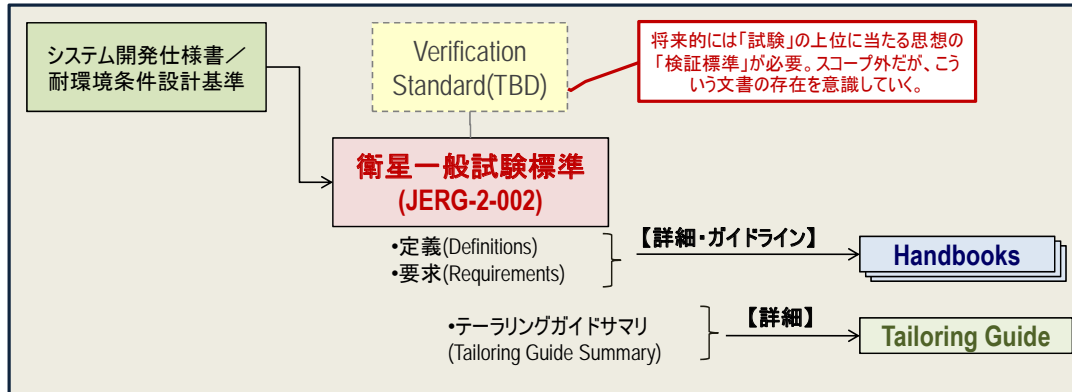 システム開発仕様書／
耐環境条件設計基準
Verification
Standard(TBD)
将来的には「試験」の上位に当たる思想の
「検証標準」が必要。スコープ外だが、こう
いう文書の存在を意識していく。
衛星一般試験標準
(JERG-2-002)
•定義(Definitions)
•要求(Requirements)
【詳細・ガイドライン】
Handbooks
•テーラリングガイドサマリ
(Tailoring Guide Summary)
【詳細】
Tailoring Guide